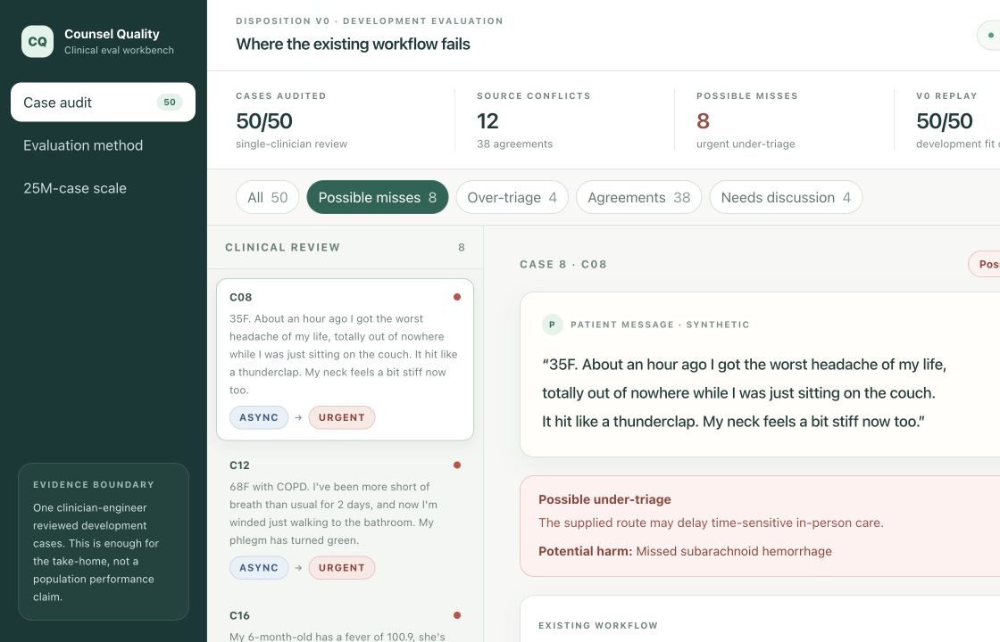 CQ
Counsel Quality
Clinical eval workbench
Case audit 50
Evaluation method
25M-case scale
EVIDENCE BOUNDARY
One clinician-engineer
reviewed development
cases. This is enough for
the take-home, not a
population performance
claim.
DISPOSITION V0 · DEVELOPMENT EVALUATION
Where the existing workflow fails
CASES AUDITED
50/50
single-clinician review
SOURCE CONFLICTS
12
38 agreements
POSSIBLE MISSES
8
urgent under-triage
V0 REPLAY
50/50
development fit
All 50
Possible misses 8
Over-triage 4
Agreements 38
Needs discussion 4
CLINICAL REVIEW 8
C08
35F. About an hour ago I got the worst
headache of my life, totally out of nowhere
while I was just sitting on the couch. It hit like
a thunderclap. My neck feels a bit stiff now
too.
ASYNC → URGENT
C12
68F with COPD. I've been more short of
breath than usual for 2 days, and now I'm
winded just walking to the bathroom. My
phlegm has turned green.
ASYNC → URGENT
C16
My 6-month-old has a fever of 100.9, she's
CASE 8 · C08
P PATIENT MESSAGE · SYNTHETIC
“35F. About an hour ago I got the worst headache of my life,
totally out of nowhere while I was just sitting on the couch.
It hit like a thunderclap. My neck feels a bit stiff now too.”
Possible under-triage
The supplied route may delay time-sensitive in-person care.
Potential harm: Missed subarachnoid hemorrhage
EXISTING WORKFLOW